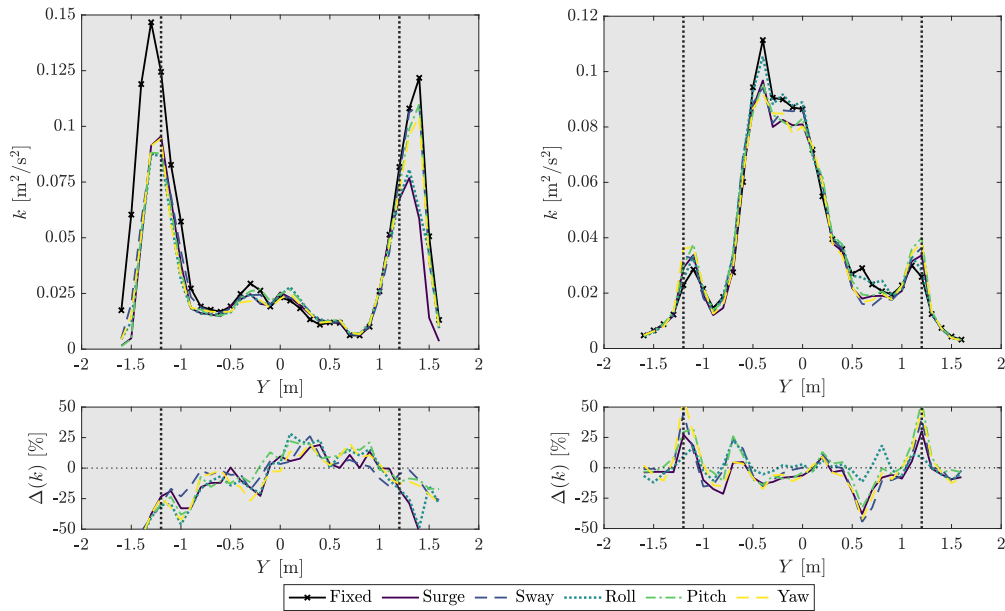 0.15
0.125
0.1
0.075
0.05
0.025
0
k [m²/s²]
-2 -1.5 -1 -0.5 0 0.5 1 1.5 2
Y [m]
0.12
0.1
0.08
0.06
0.04
0.02
0
k [m²/s²]
-2 -1.5 -1 -0.5 0 0.5 1 1.5 2
Y [m]
50
25
0
-25
-50
Δ(k) [%]
-2 -1.5 -1 -0.5 0 0.5 1 1.5 2
Y [m]
50
25
0
-25
-50
Δ(k) [%]
-2 -1.5 -1 -0.5 0 0.5 1 1.5 2
Y [m]
Fixed Surge Sway Roll Pitch Yaw